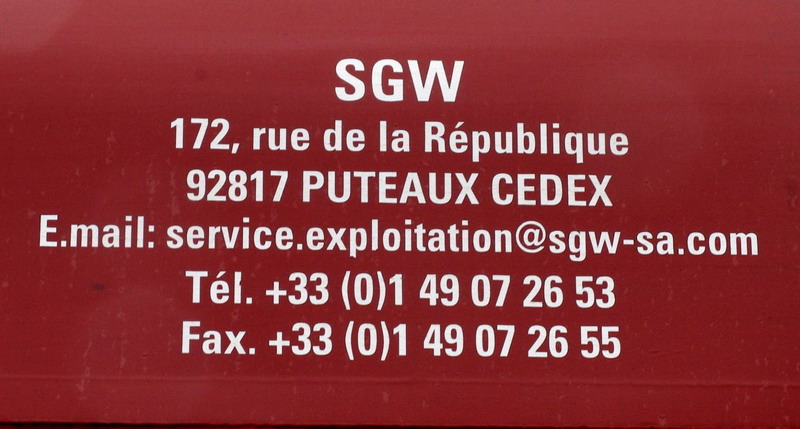 SGW
172, rue de la République
92817 PUTEAUX CEDEX
E.mail: service.exploitation@sgw-sa.com
Tél. +33 (0)1 49 07 26 53
Fax. +33 (0)1 49 07 26 55